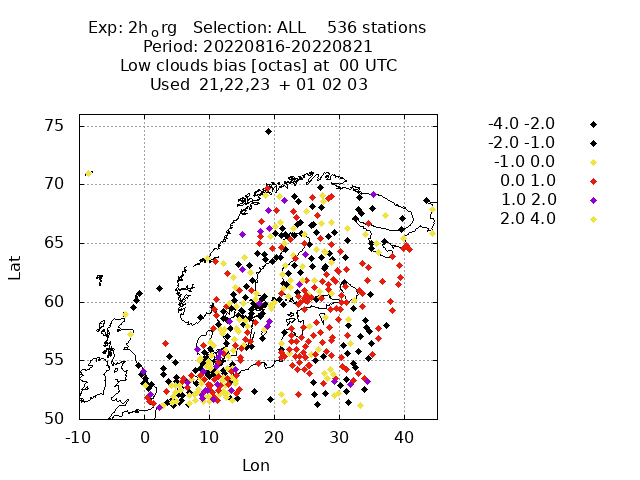 Exp: 2h_org   Selection: ALL    536 stations
Period: 20220816-20220821
Low clouds bias [octas] at  00 UTC
Used  21,22,23  + 01 02 03
-4.0 -2.0
-2.0 -1.0
-1.0 0.0
0.0 1.0
1.0 2.0
2.0 4.0
75
70
65
60
55
50
Lat
-10 0 10 20 30 40
Lon